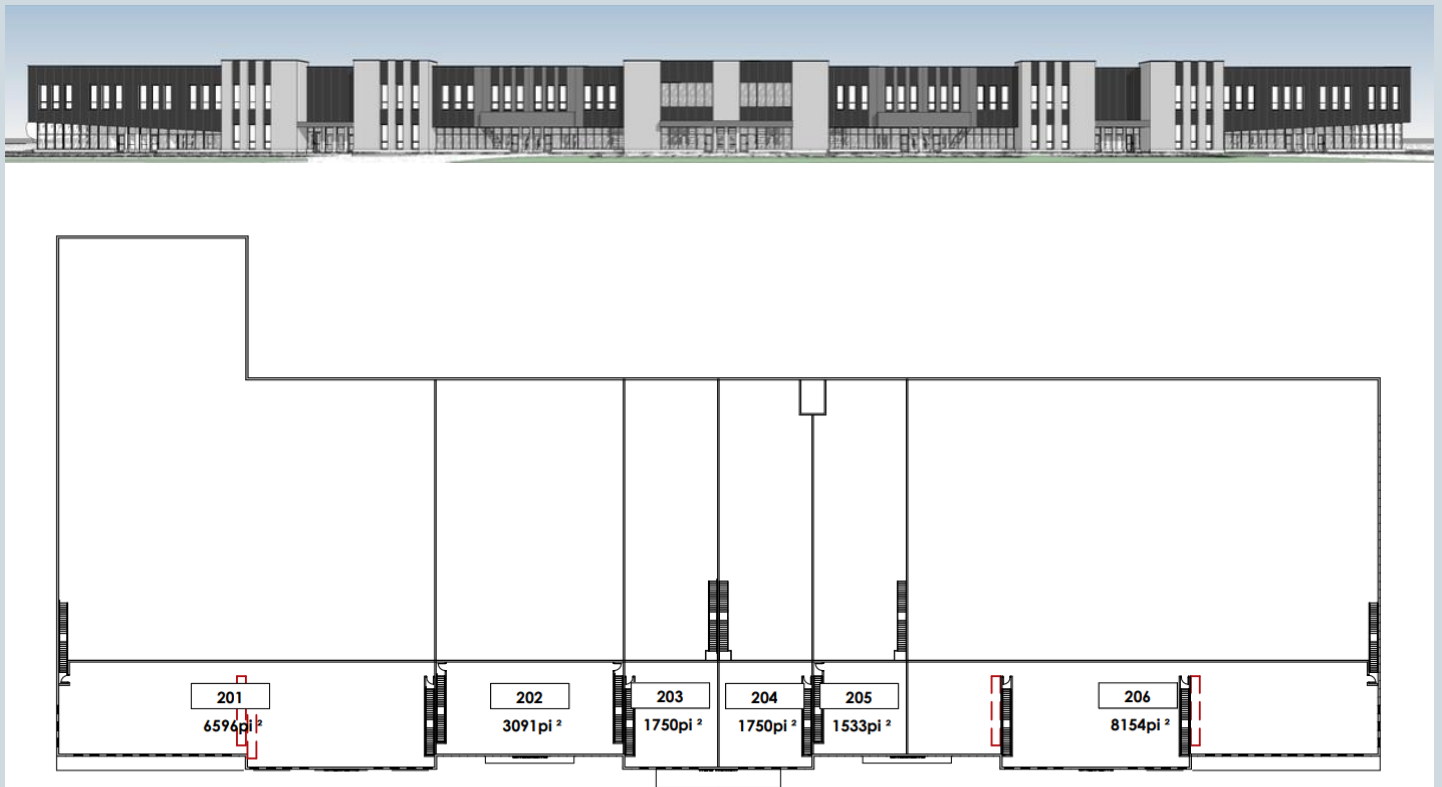 201
6596pi ²
202
3091pi ²
203
1750pi ²
204
1750pi ²
205
1533pi ²
206
8154pi ²